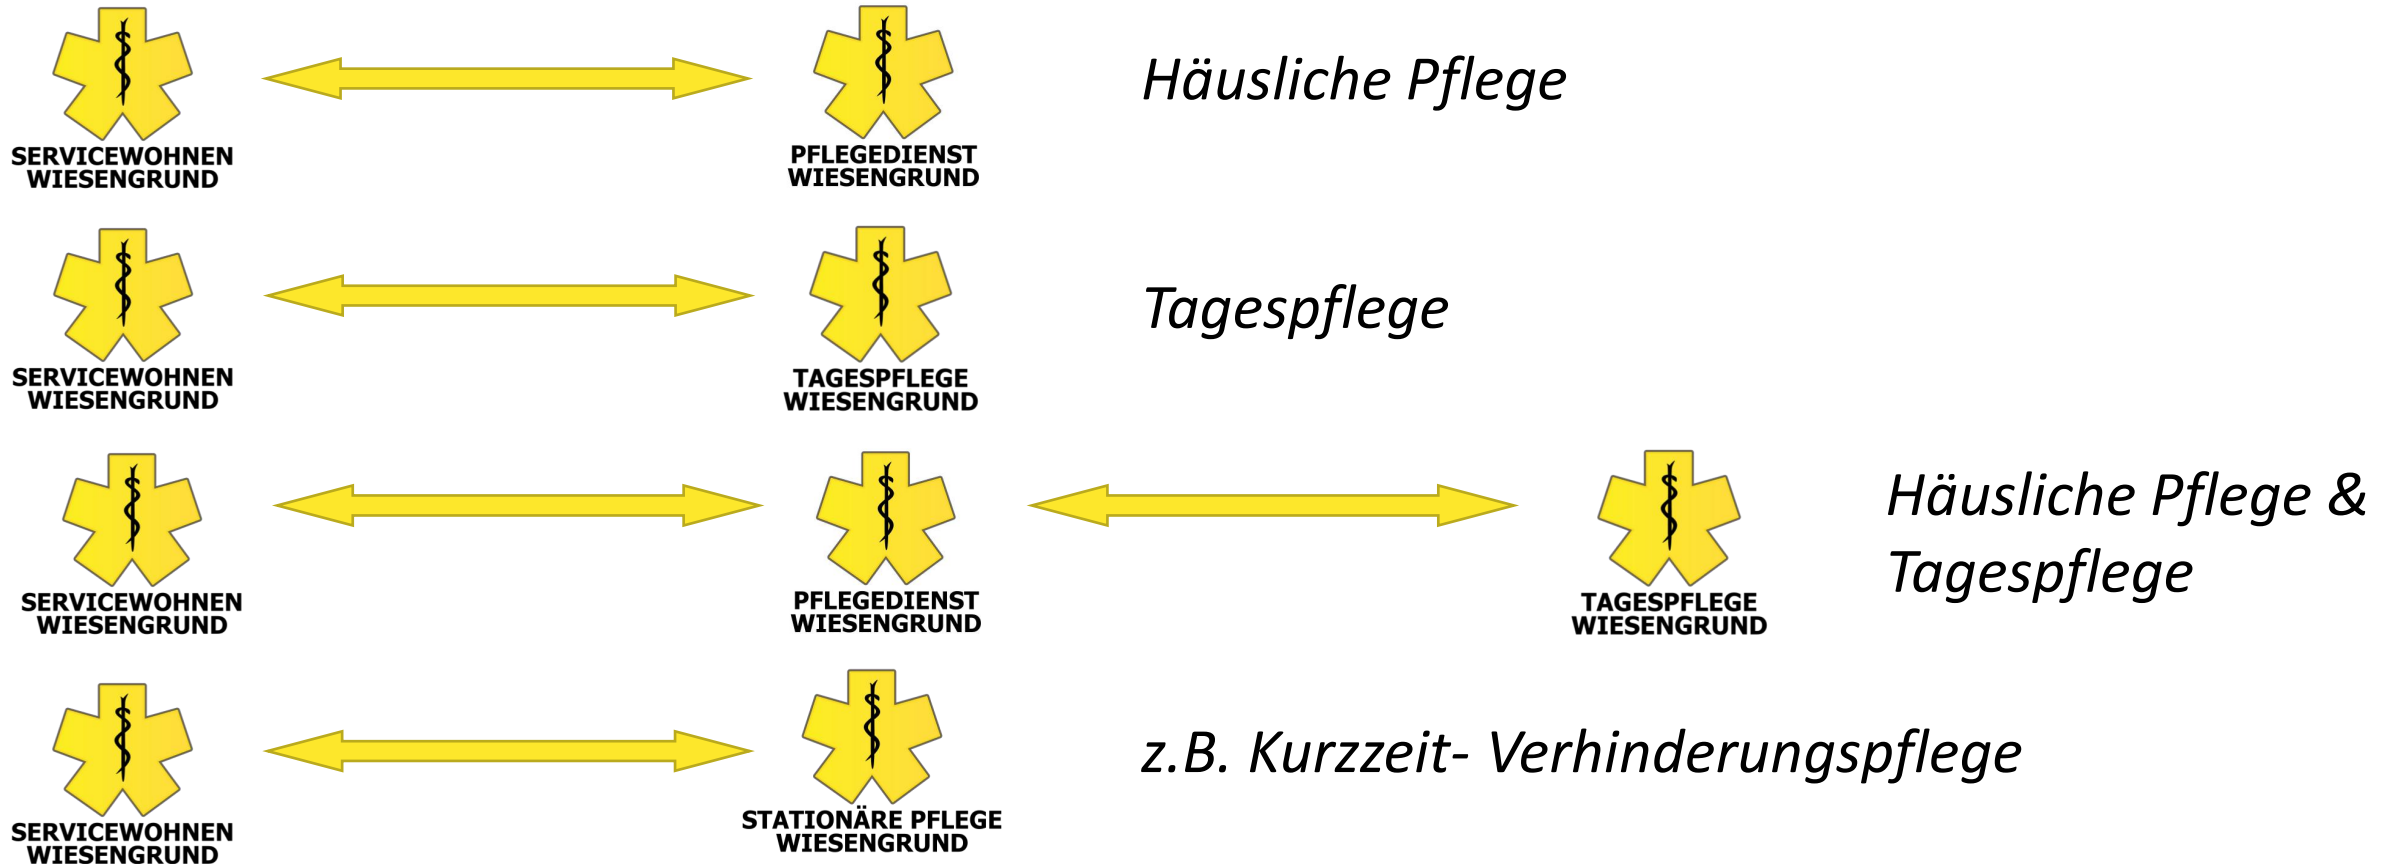 SERVICEWOHNEN
WIESENGRUND
PFLEGEDIENST
WIESENGRUND
Häusliche Pflege
SERVICEWOHNEN
WIESENGRUND
TAGESPFLEGE
WIESENGRUND
Tagespflege
SERVICEWOHNEN
WIESENGRUND
PFLEGEDIENST
WIESENGRUND
TAGESPFLEGE
WIESENGRUND
Häusliche Pflege &
Tagespflege
SERVICEWOHNEN
WIESENGRUND
STATIONÄRE PFLEGE
WIESENGRUND
z.B. Kurzzeit- Verhinderungspflege